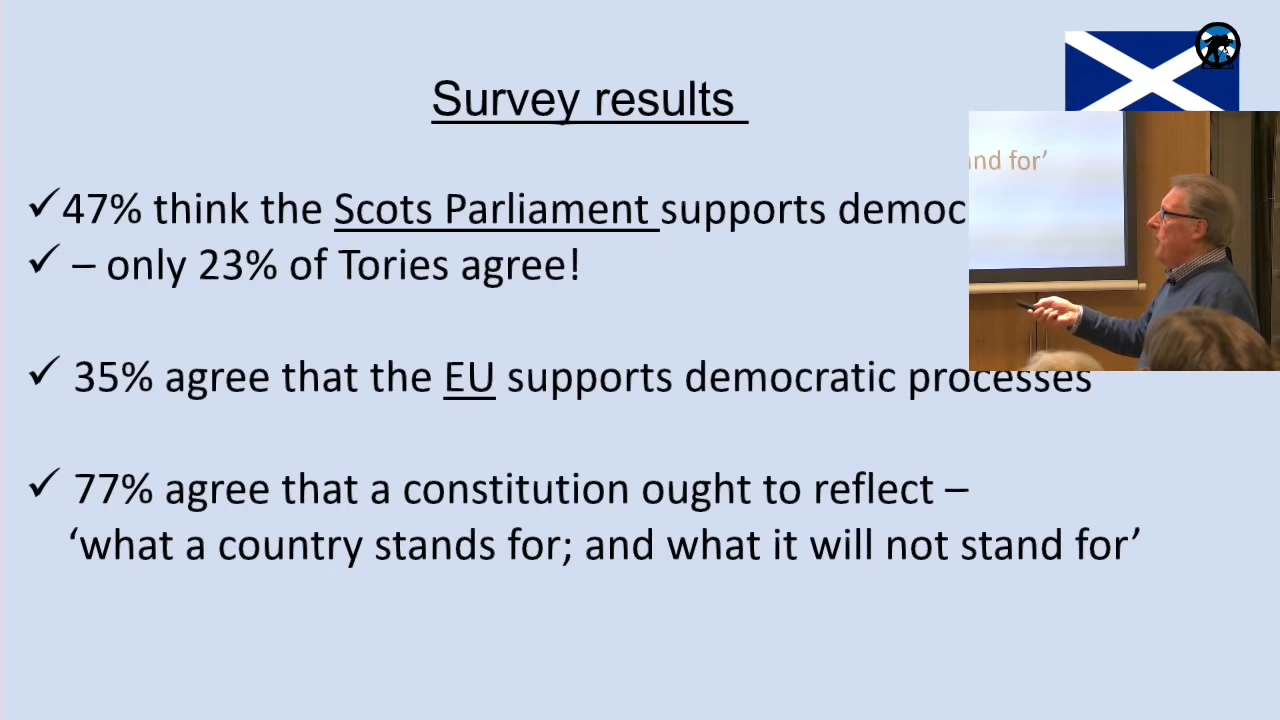 Survey results
✓47% think the Scots Parliament supports democ
✓ – only 23% of Tories agree!
✓ 35% agree that the EU supports democratic processes
✓ 77% agree that a constitution ought to reflect –
‘what a country stands for; and what it will not stand for’
and for’